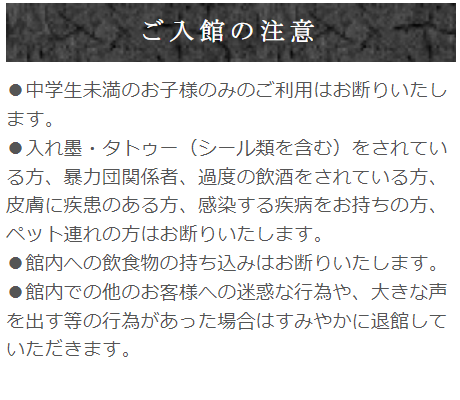 ご入館の注意
●中学生未満のお子様のみのご利用はお断りいたし
ます。
●入れ墨・タトゥー（シール類を含む）をされてい
る方、暴力団関係者、過度の飲酒をされている方、
皮膚に疾患のある方、感染する疾病をお持ちの方、
ペット連れの方はお断りいたします。
●館内への飲食物の持ち込みはお断りいたします。
●館内での他のお客様への迷惑な行為や、大きな声
を出す等の行為があった場合はすみやかに退館して
いただきます。